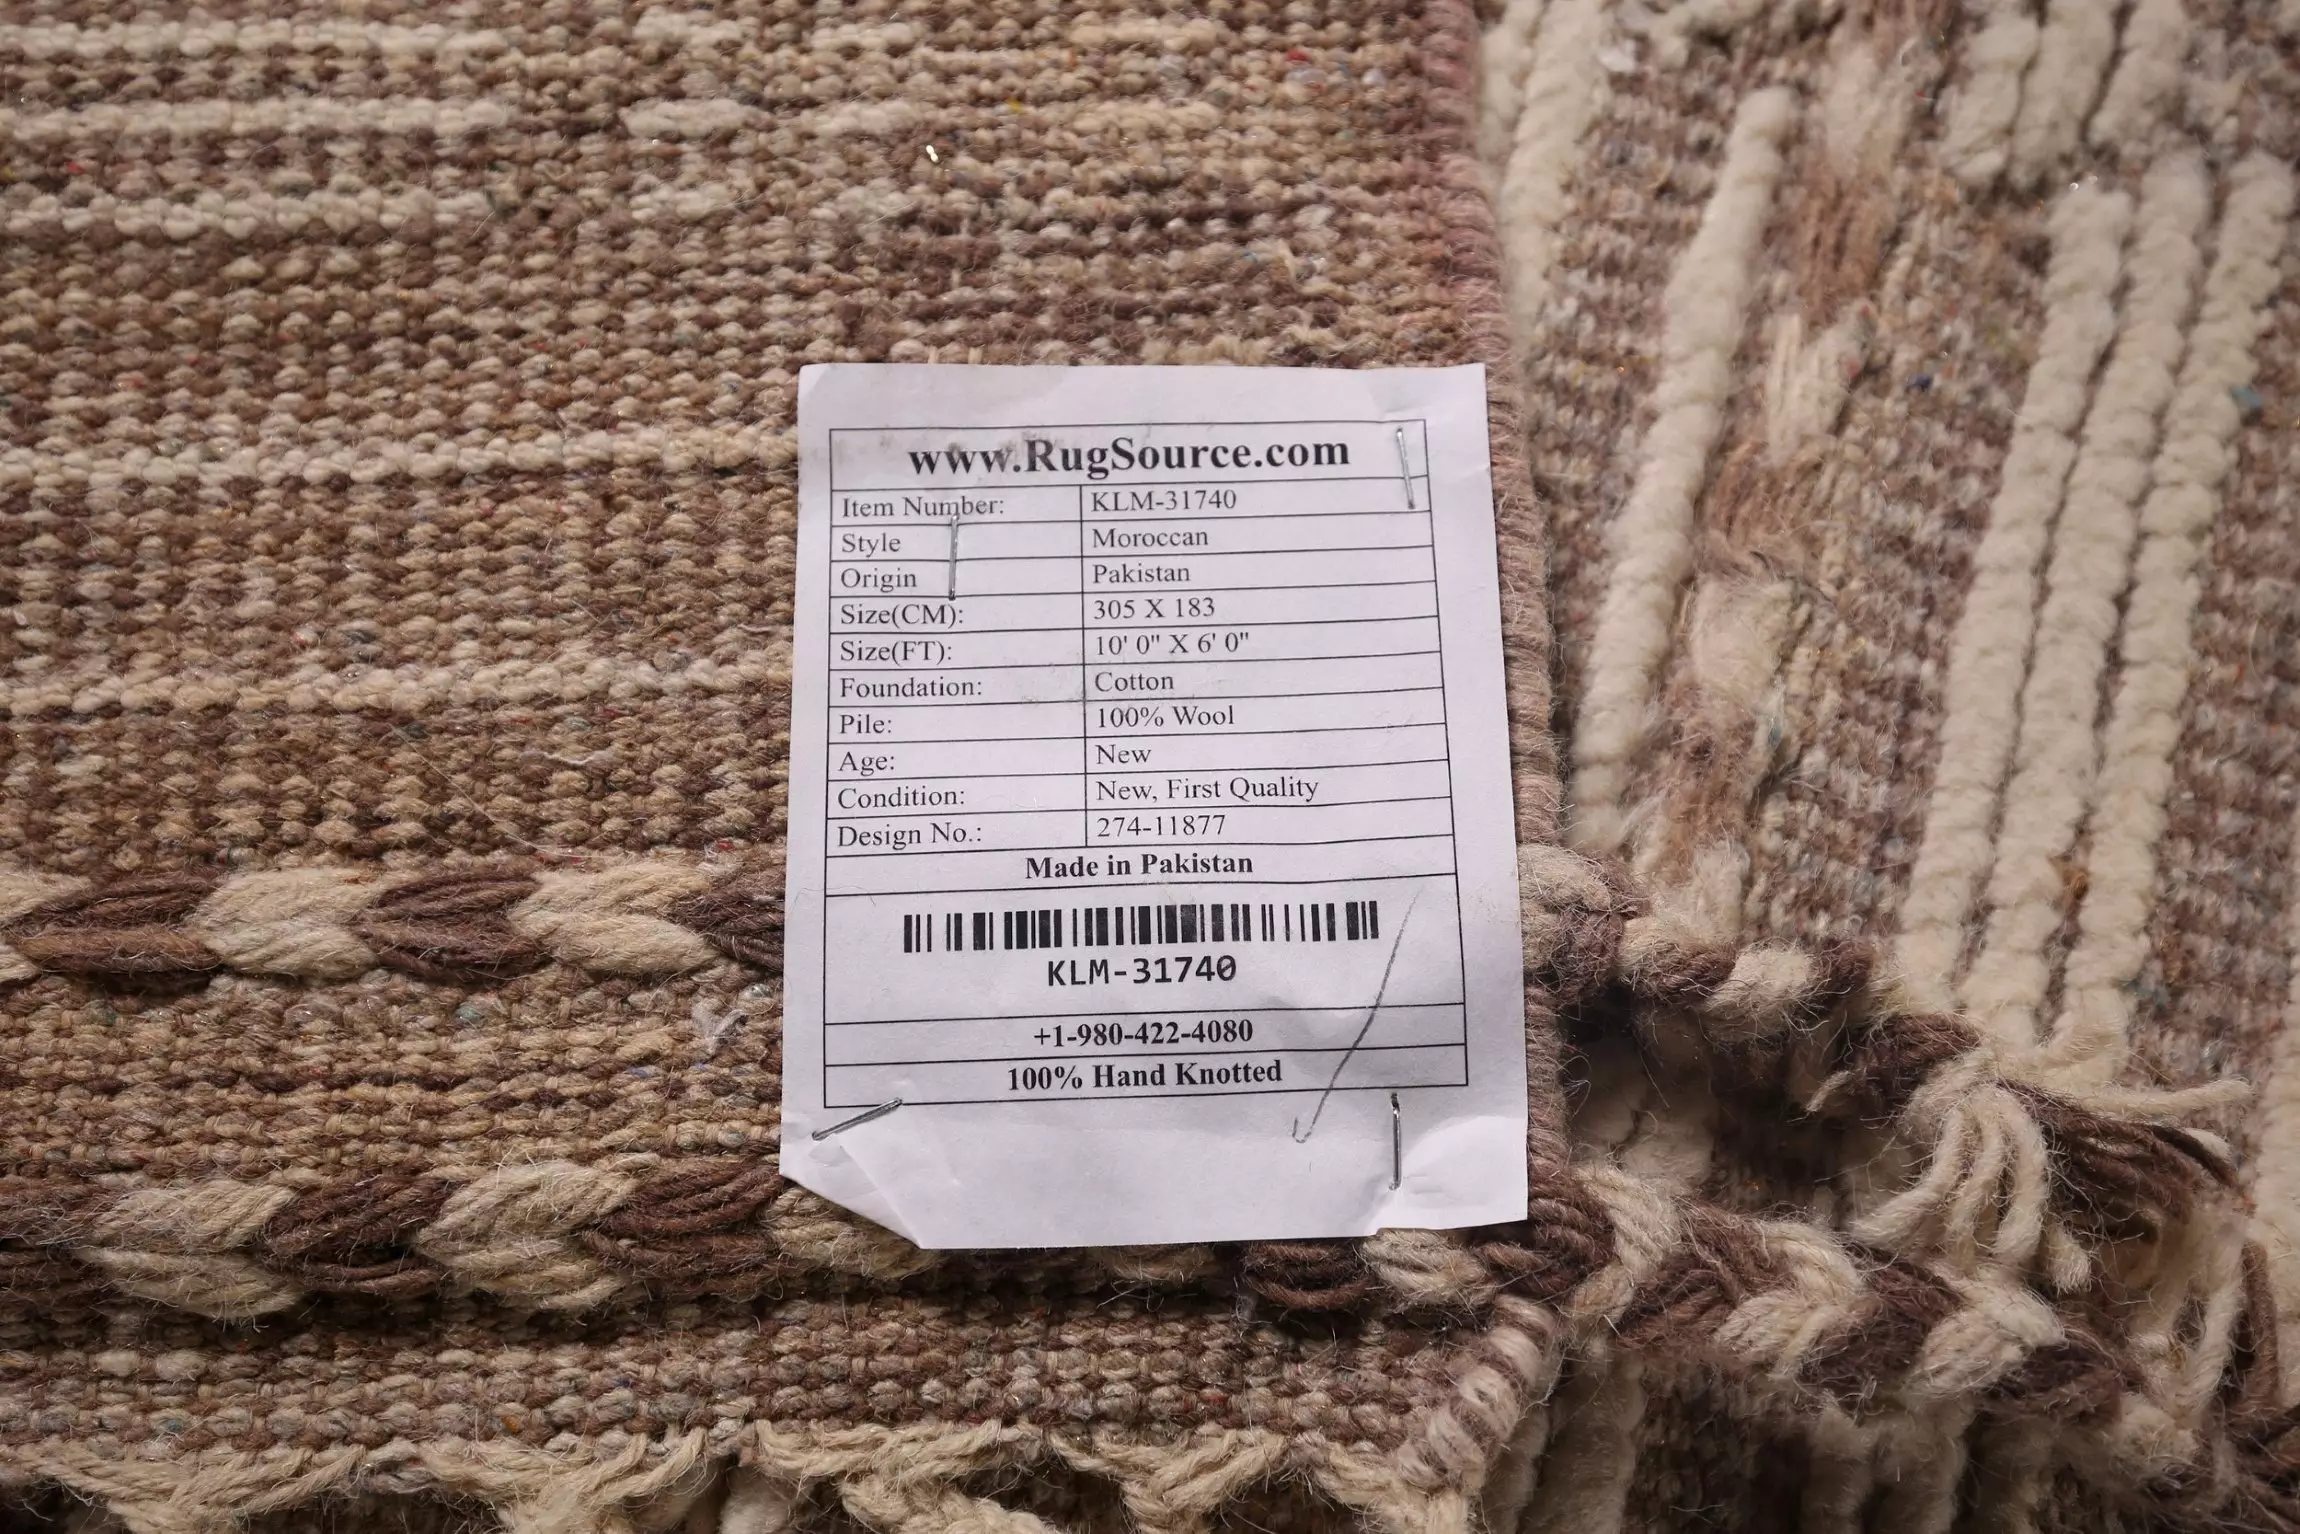 www.RugSource.com
Item Number: KLM-31740
Style Moroccan
Origin Pakistan
Size(CM): 305 X 183
Size(FT): 10' 0" X 6' 0"
Foundation: Cotton
Pile: 100% Wool
Age: New
Condition: New, First Quality
Design No.: 274-11877
Made in Pakistan
KLM-31740
+1-980-422-4080
100% Hand Knotted